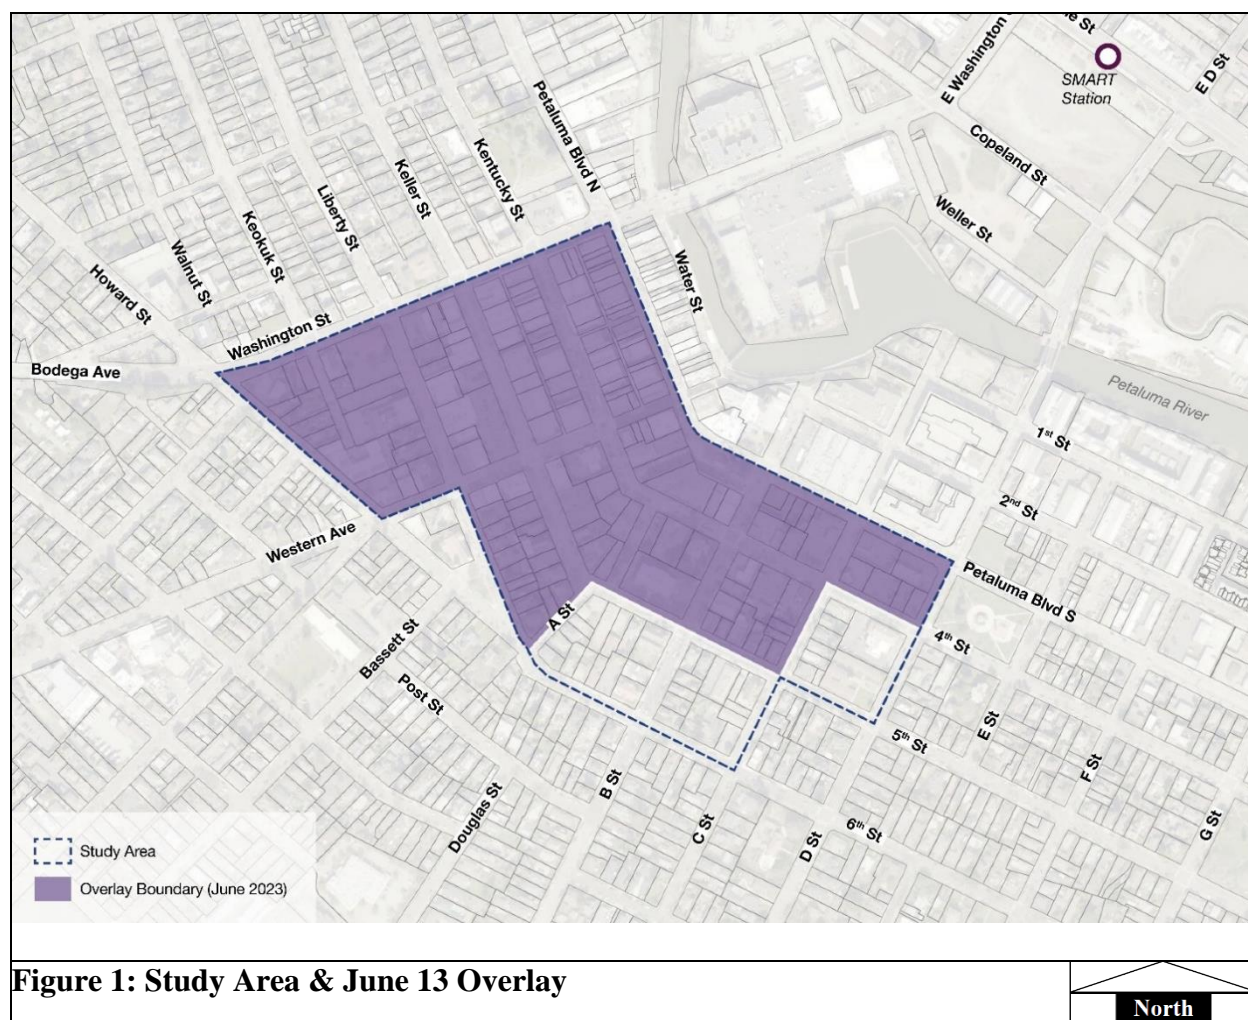 ne St
E Washington
SMART
Station
E D St
Petaluma Blvd N
Copeland St
Kentucky St
Keller St
Liberty St
Weller St
Keokuk St
Walnut St
Water St
Howard St
Washington St
Bodega Ave
Petaluma River
1st St
2nd St
Western Ave
Petaluma Blvd S
A St
4th St
Bassett St
Post St
5th St
E St
F St
B St
Douglas St
C St
D St
6th St
G St
Study Area
Overlay Boundary (June 2023)
Figure 1: Study Area & June 13 Overlay
North